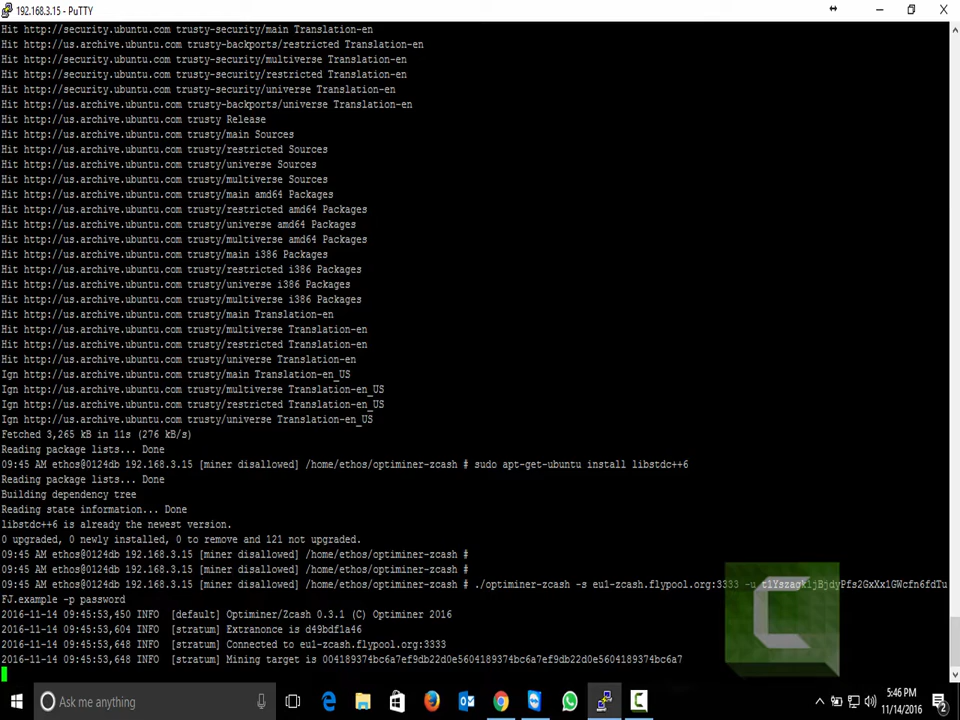 192.168.3.15 - PuTTY
Hit http://security.ubuntu.com trusty-security/main Translation-en
Hit http://us.archive.ubuntu.com trusty-backports/restricted Translation-en
Hit http://security.ubuntu.com trusty-security/multiverse Translation-en
Hit http://security.ubuntu.com trusty-security/restricted Translation-en
Hit http://security.ubuntu.com trusty-security/universe Translation-en
Hit http://us.archive.ubuntu.com trusty-backports/universe Translation-en
Hit http://us.archive.ubuntu.com trusty Release
Hit http://us.archive.ubuntu.com trusty/main Sources
Hit http://us.archive.ubuntu.com trusty/restricted Sources
Hit http://us.archive.ubuntu.com trusty/universe Sources
Hit http://us.archive.ubuntu.com trusty/multiverse Sources
Hit http://us.archive.ubuntu.com trusty/main amd64 Packages
Hit http://us.archive.ubuntu.com trusty/restricted amd64 Packages
Hit http://us.archive.ubuntu.com trusty/universe amd64 Packages
Hit http://us.archive.ubuntu.com trusty/multiverse amd64 Packages
Hit http://us.archive.ubuntu.com trusty/main i386 Packages
Hit http://us.archive.ubuntu.com trusty/restricted i386 Packages
Hit http://us.archive.ubuntu.com trusty/universe i386 Packages
Hit http://us.archive.ubuntu.com trusty/multiverse i386 Packages
Hit http://us.archive.ubuntu.com trusty/main Translation-en
Hit http://us.archive.ubuntu.com trusty/multiverse Translation-en
Hit http://us.archive.ubuntu.com trusty/restricted Translation-en
Hit http://us.archive.ubuntu.com trusty/universe Translation-en
Ign http://us.archive.ubuntu.com trusty/main Translation-en_US
Ign http://us.archive.ubuntu.com trusty/multiverse Translation-en_US
Ign http://us.archive.ubuntu.com trusty/restricted Translation-en_US
Ign http://us.archive.ubuntu.com trusty/universe Translation-en_US
Fetched 3,265 kB in 11s (276 kB/s)
Reading package lists... Done
09:45 AM ethos@0124db 192.168.3.15 [miner disallowed] /home/ethos/optiminer-zcash # sudo apt-get-ubuntu install libstdc++6
Reading package lists... Done
Building dependency tree
Reading state information... Done
libstdc++6 is already the newest version.
0 upgraded, 0 newly installed, 0 to remove and 121 not upgraded.
09:45 AM ethos@0124db 192.168.3.15 [miner disallowed] /home/ethos/optiminer-zcash #
09:45 AM ethos@0124db 192.168.3.15 [miner disallowed] /home/ethos/optiminer-zcash #
09:45 AM ethos@0124db 192.168.3.15 [miner disallowed] /home/ethos/optiminer-zcash # ./optiminer-zcash -s eu1-zcash.flypool.org:3333 -u
FJ.example -p password
2016-11-14 09:45:53,450 INFO [default] Optiminer/Zcash 0.3.1 (C) Optiminer 2016
2016-11-14 09:45:53,604 INFO [stratum] Extranonce is d49bdf1a46
2016-11-14 09:45:53,648 INFO [stratum] Connected to eu1-zcash.flypool.org:3333
2016-11-14 09:45:53,648 INFO [stratum] Mining target is 004189374bc6a7ef9db22d0e5604189374bc6a7ef9db22d0e5604189374bc6a7
Ask me anything
5:46 PM
11/14/2016
2